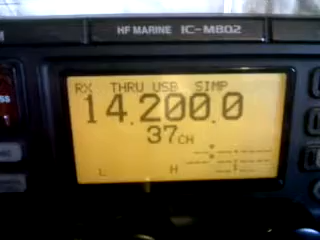 HF MARINE IC-M802
RX THRU USB SIMP
14.200.0
37CH
L H